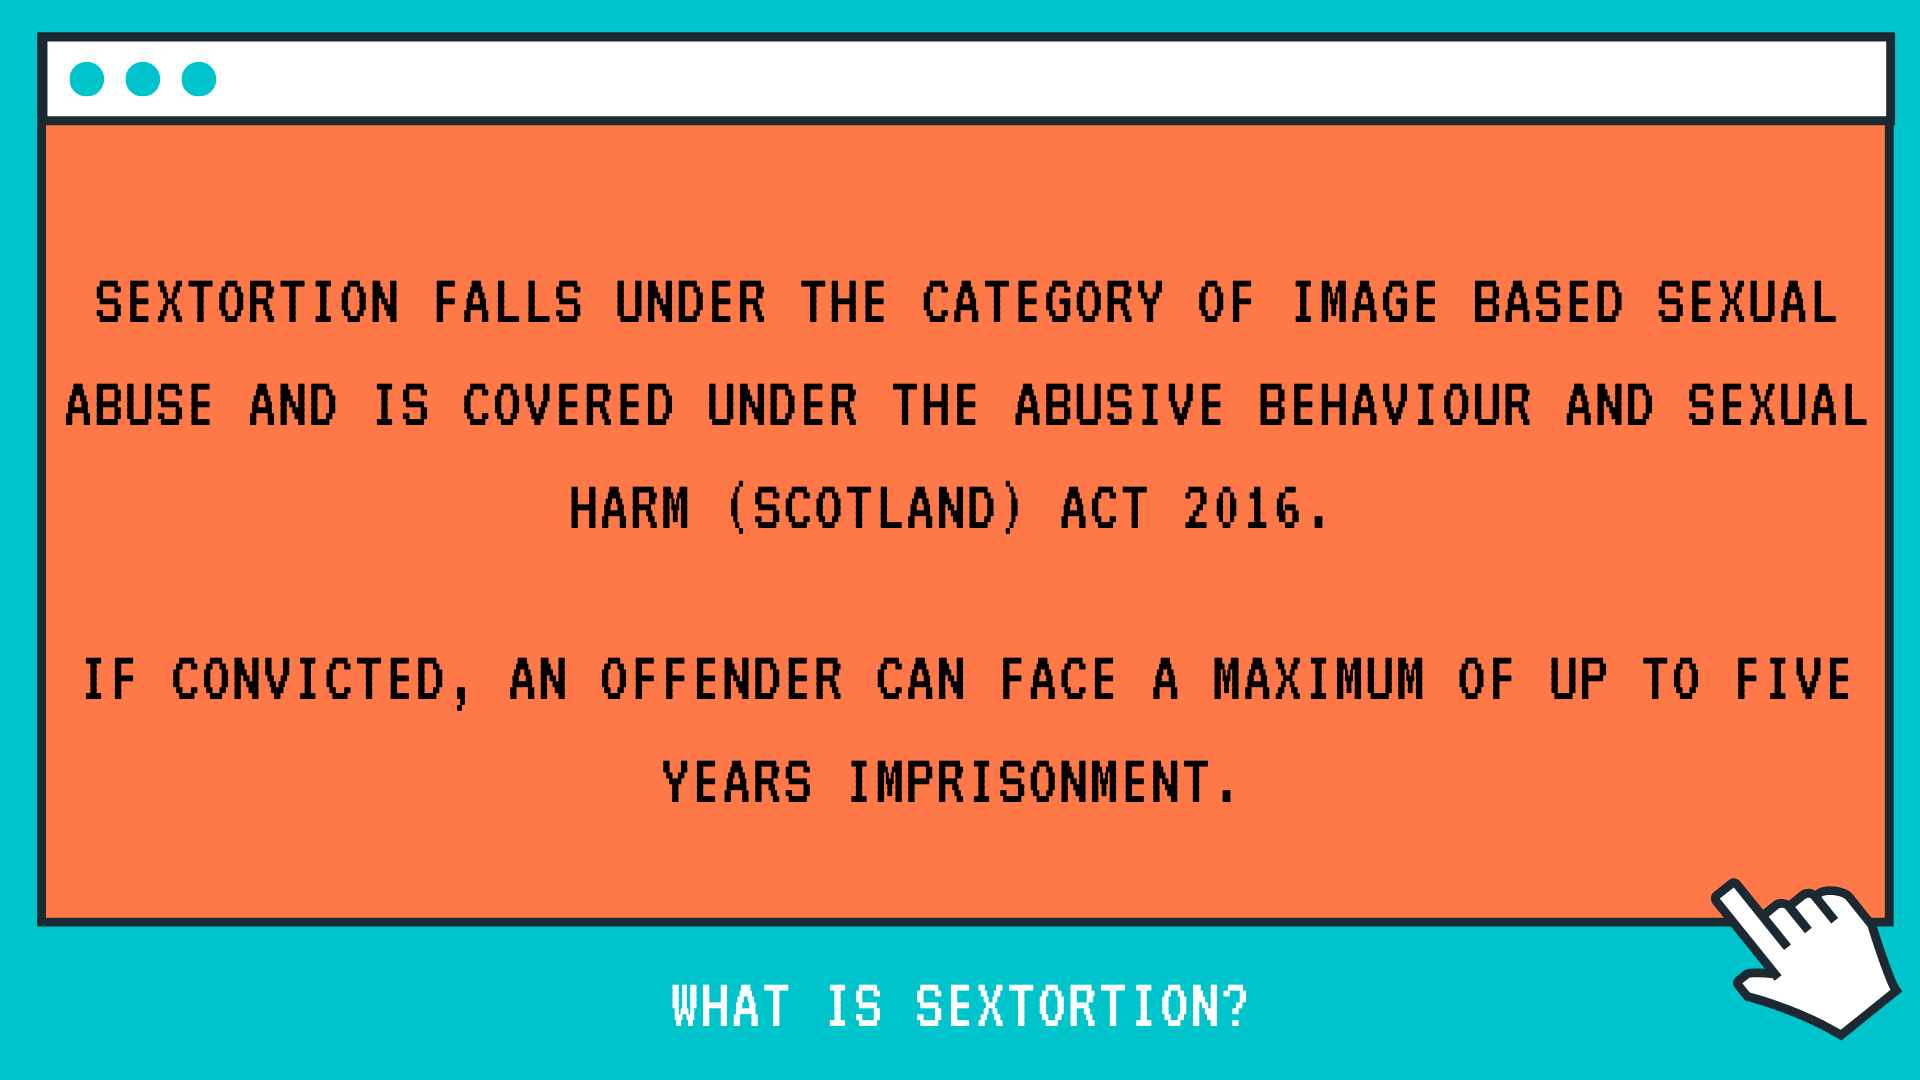 SEXTORTION FALLS UNDER THE CATEGORY OF IMAGE BASED SEXUAL
ABUSE AND IS COVERED UNDER THE ABUSIVE BEHAVIOUR AND SEXUAL
HARM (SCOTLAND) ACT 2016.
IF CONVICTED, AN OFFENDER CAN FACE A MAXIMUM OF UP TO FIVE
YEARS IMPRISONMENT.
WHAT IS SEXTORTION?